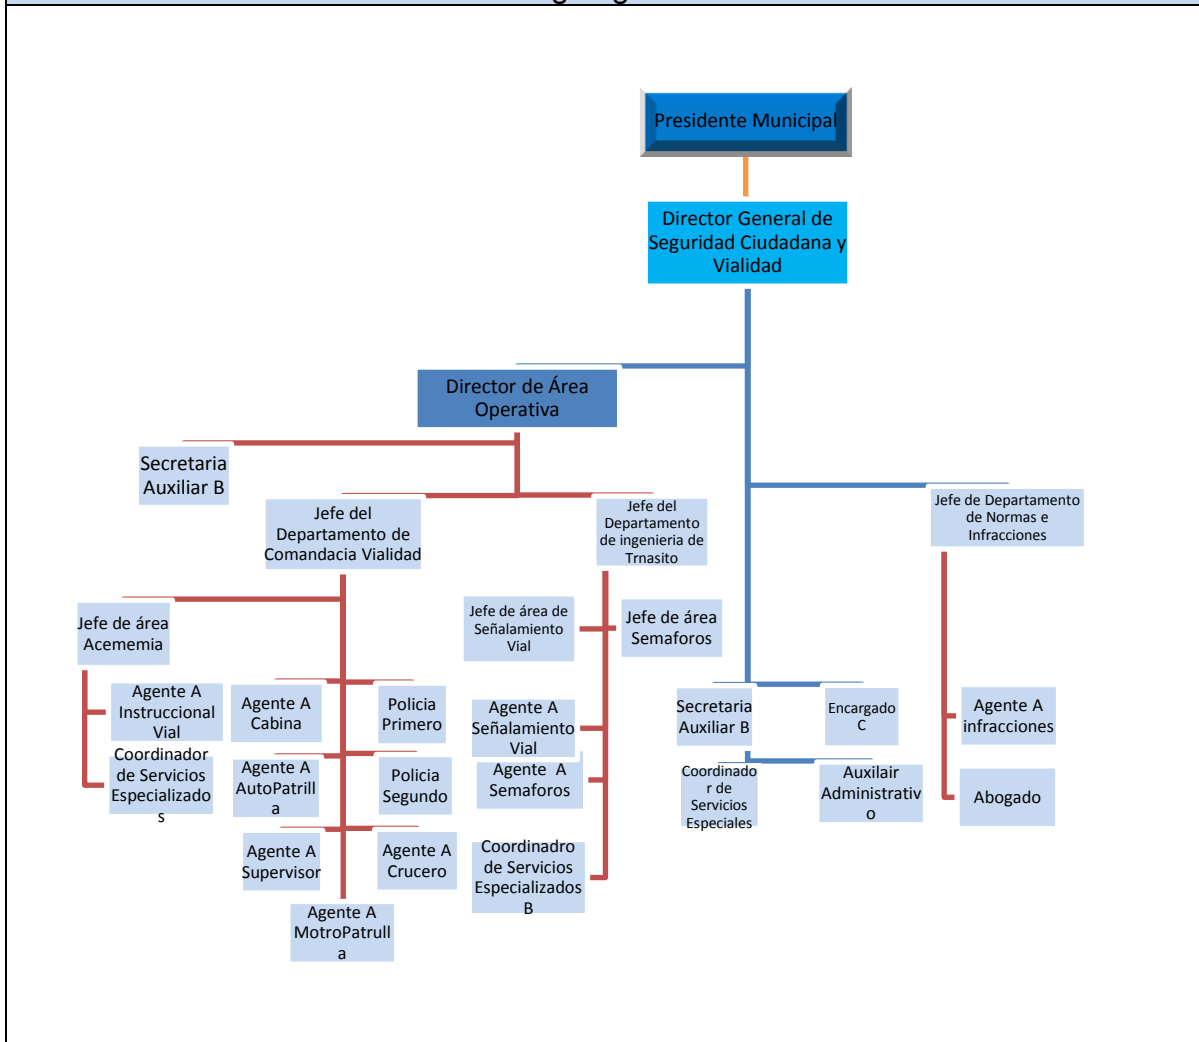 Presidente Municipal
Director General de
Seguridad Ciudadana y
Vialidad
Director de Área
Operativa
Secretaria
Auxiliar B
Jefe del
Departamento de
Comandacia Vialidad
Jefe del
Departamento
de ingenieria de
Trnasito
Jefe de Departamento
de Normas e
Infracciones
Jefe de área
Acememia
Jefe de área de
Señalamiento
Vial
Jefe de área
Semaforos
Agente A
Instruccional
Vial
Coordinador
de Servicios
Especializado
s
Agente A
Cabina
Policia
Primero
Agente A
AutoPatrill
a
Policia
Segundo
Agente A
Supervisor
Agente A
Crucero
Agente A
MotroPatrull
a
Agente A
Señalamiento
Vial
Agente A
Semaforos
Coordinadro
de Servicios
Especializados
B
Secretaria
Auxiliar B
Encargado
C
Coordinado
r de
Servicios
Especiales
Auxilair
Administrativ
o
Agente A
infracciones
Abogado